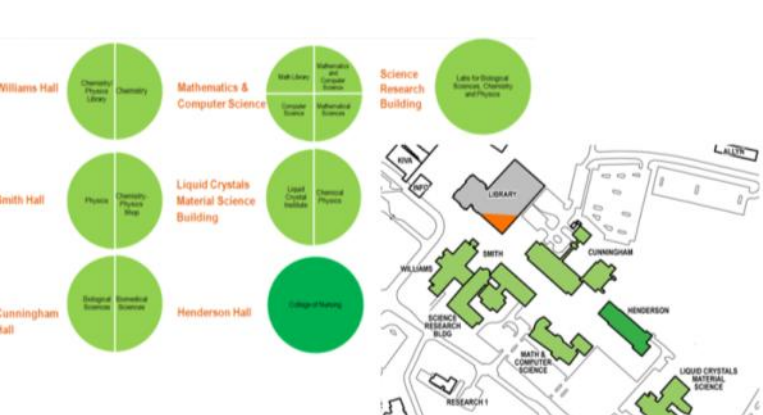 Williams Hall
Chemistry/
Physics
Library
Chemistry
Mathematics &
Computer Science
Math Library
Mathematics
and
Computer
Science
Computer
Science
Mathematical
Sciences
Science
Research
Building
Labs for Biological
Sciences, Chemistry
and Physics
Smith Hall
Physics
Chemistry-
Physics
Shop
Liquid Crystals
Material Science
Building
Liquid
Crystal
Institute
Chemical
Physics
Cunningham
Hall
Biological
Sciences
Biomedical
Sciences
Henderson Hall
College of Nursing
KIVA
INFO
LIBRARY
ALLYN
SMITH
CUNNINGHAM
WILLIAMS
SCIENCE
RESEARCH
BLDG
HENDERSON
MATH &
COMPUTER
SCIENCE
LIQUID CRYSTALS
MATERIAL
SCIENCE
RESEARCH 1